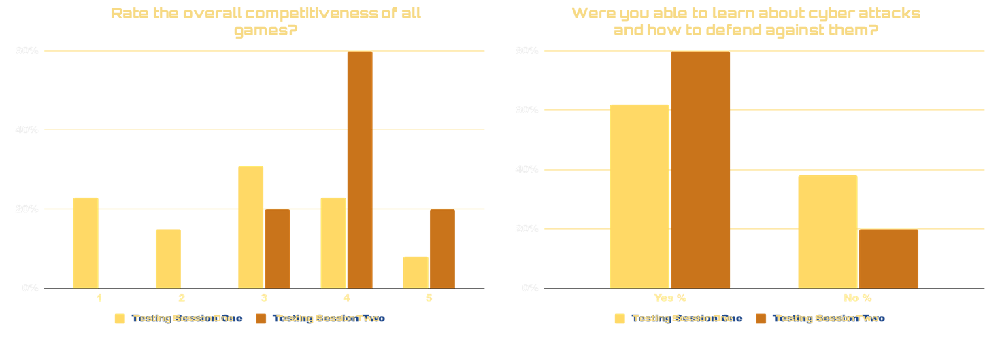 Rate the overall competitiveness of all
games?
60%
40%
20%
0%
1 2 3 4 5
Testing Session One Testing Session Two
Were you able to learn about cyber attacks
and how to defend against them?
80%
60%
40%
20%
0%
Yes % No %
Testing Session One Testing Session Two